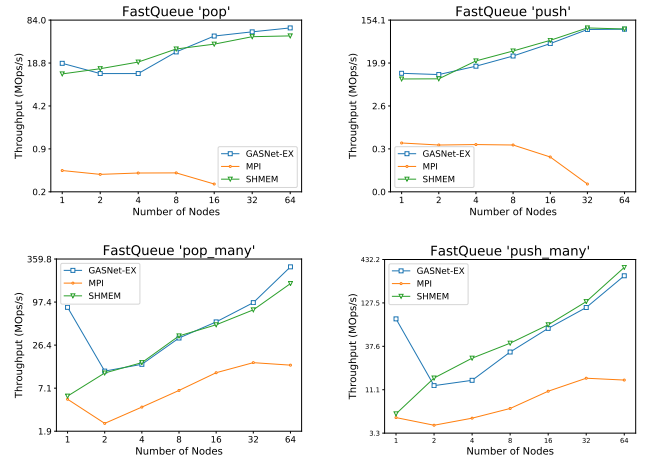 FastQueue 'pop'
84.0
18.8
4.2
0.9
0.2
Throughput (MOps/s)
GASNet-EX
MPI
SHMEM
1 2 4 8 16 32 64
Number of Nodes
FastQueue 'push'
154.1
19.9
2.6
0.3
0.0
Throughput (MOps/s)
GASNet-EX
MPI
SHMEM
1 2 4 8 16 32 64
Number of Nodes
FastQueue 'pop_many'
359.8
97.4
26.4
7.1
1.9
Throughput (MOps/s)
GASNet-EX
MPI
SHMEM
1 2 4 8 16 32 64
Number of Nodes
FastQueue 'push_many'
432.2
127.5
37.6
11.1
3.3
Throughput (MOps/s)
GASNet-EX
MPI
SHMEM
1 2 4 8 16 32 64
Number of Nodes